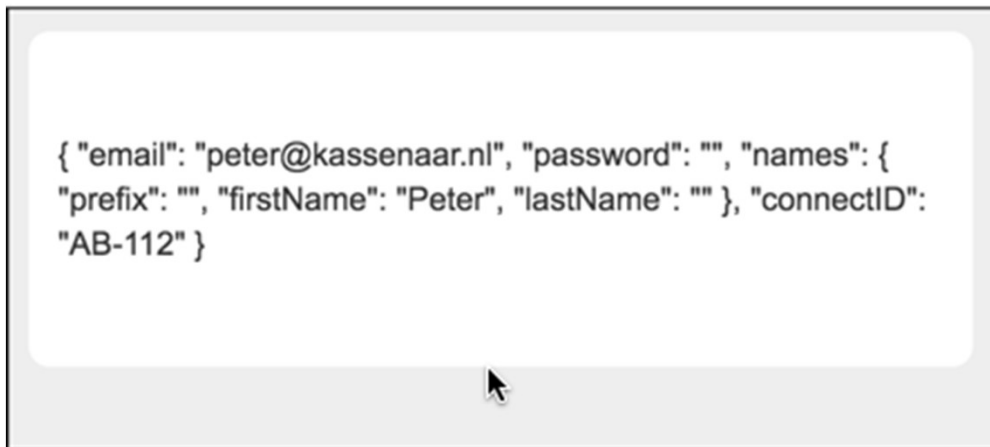 { "email": "peter@kassenaar.nl", "password": "", "names": {
"prefix": "", "firstName": "Peter", "lastName": "" }, "connectID":
"AB-112" }